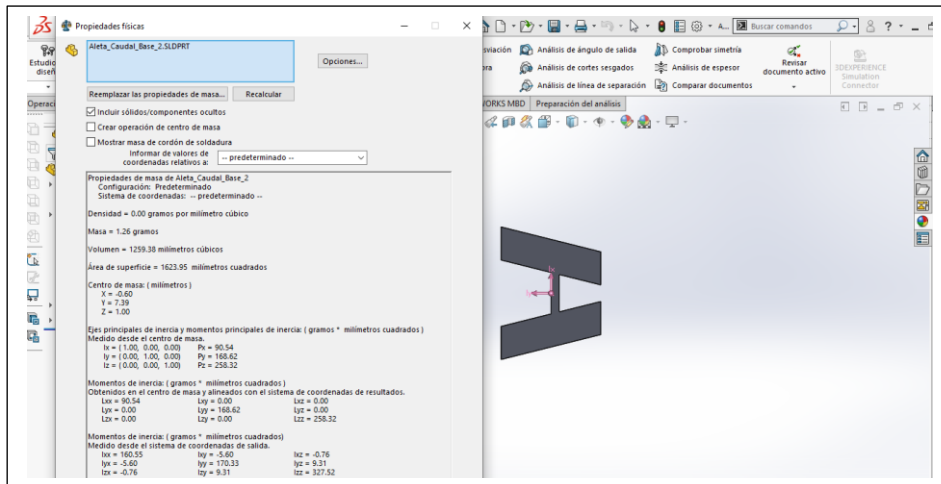 Propiedades físicas
Aleta_Caudal_Base_2.SLDPRT
Opciones...
Reemplazar las propiedades de masa...
Recalcular
Incluir sólidos/componentes ocultos
Crear operación de centro de masa
Mostrar masa de cordón de soldadura
Informar de valores de
coordenadas relativos a:
-- predeterminado --
Propiedades de masa de Aleta_Caudal_Base_2
Configuración: Predeterminado
Sistema de coordenadas: -- predeterminado --
Densidad = 0.00 gramos por milímetro cúbico
Masa = 1.26 gramos
Volumen = 1259.38 milímetros cúbicos
Área de superficie = 1623.95 milímetros cuadrados
Centro de masa: ( milímetros )
X = -0.60
Y = 7.39
Z = 1.00
Ejes principales de inercia y momentos principales de inercia: ( gramos * milímetros cuadrados )
Medido desde el centro de masa.
Ix = ( 1.00, 0.00, 0.00) Px = 90.54
Iy = ( 0.00, 1.00, 0.00) Py = 168.62
Iz = ( 0.00, 0.00, 1.00) Pz = 258.32
Momentos de inercia: ( gramos * milímetros cuadrados )
Obtenidos en el centro de masa y alineados con el sistema de coordenadas de resultados.
Lxx = 90.54 Lxy = 0.00 Lxz = 0.00
Lyx = 0.00 Lyy = 168.62 Lyz = 0.00
Lzx = 0.00 Lzy = 0.00 Lzz = 258.32
Momentos de inercia: ( gramos * milímetros cuadrados)
Medido desde el sistema de coordenadas de salida.
Ixx = 160.55 Ixy = -5.60 Ixz = -0.76
Iyx = -5.60 Iyy = 170.33 Iyz = 9.31
Izx = -0.76 Izy = 9.31 Izz = 327.52
Estudio
diseñ
Operaci
A...
Buscar comandos
sviación
Análisis de ángulo de salida
Comprobar simetría
Análisis de cortes sesgados
Análisis de espesor
Análisis de línea de separación
Comparar documentos
Revisar
documento activo
3DEXPERIENCE
Simulation
Connector
WORKS MBD
Preparación del análisis